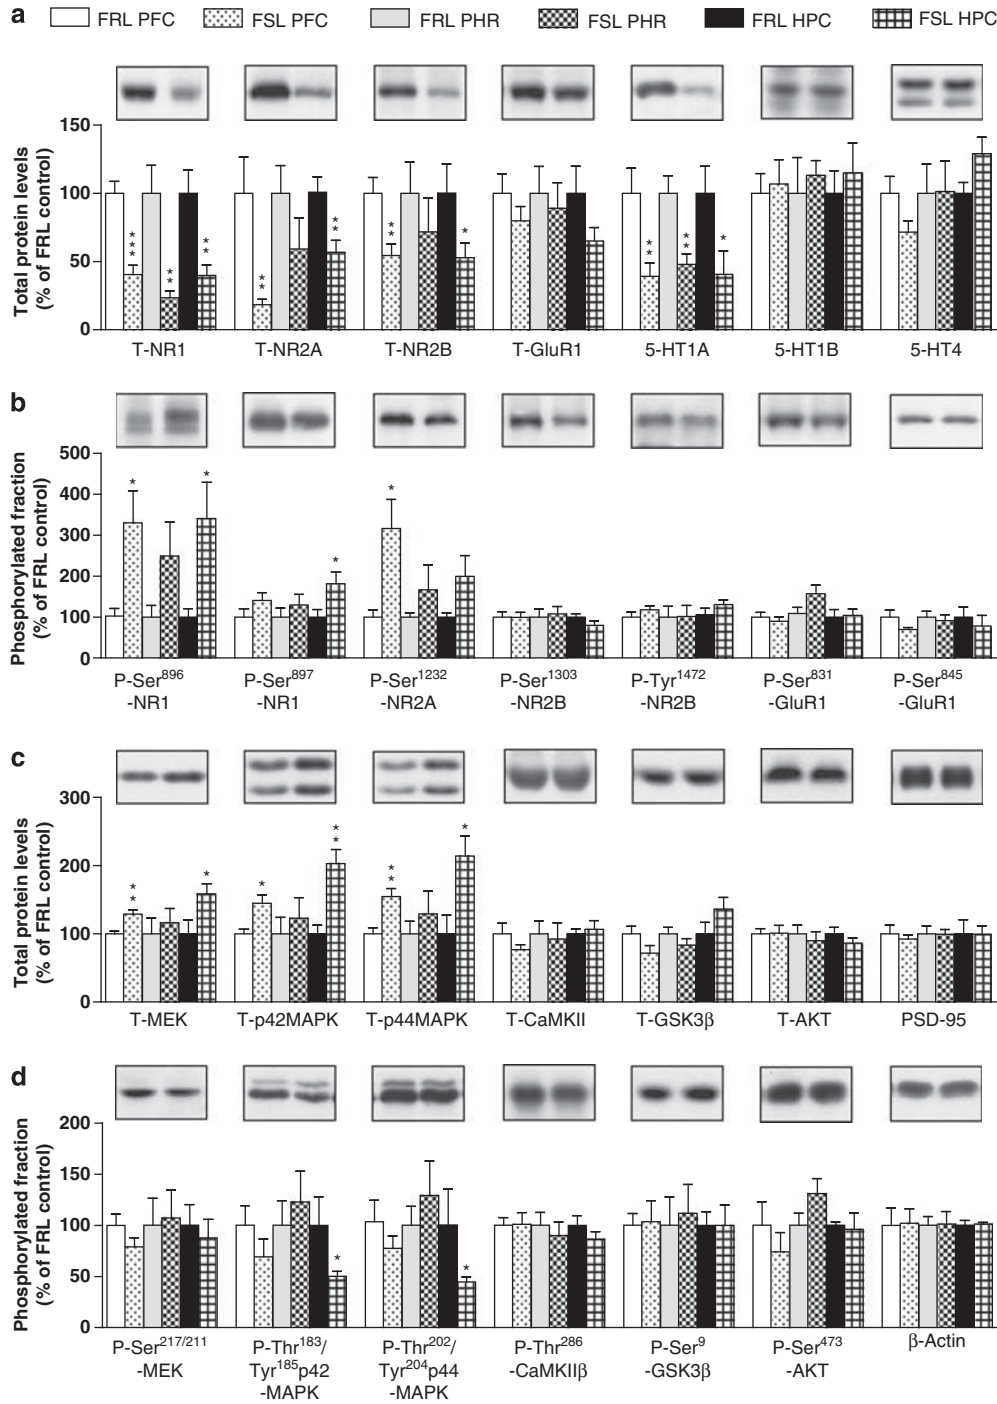 a FRL PFC FSL PFC FRL PHR FSL PHR FRL HPC FSL HPC
Total protein levels
(% of FRL control)
150
100
50
0
*** ** ** ** ** ** * ** ** *
T-NR1 T-NR2A T-NR2B T-GluR1 5-HT1A 5-HT1B 5-HT4
b
Phosphorylated fraction
(% of FRL control)
500
400
300
200
100
0
* * * *
P-Ser896 P-Ser897 P-Ser1232 P-Ser1303 P-Tyr1472 P-Ser831 P-Ser845
-NR1 -NR1 -NR2A -NR2B -NR2B -GluR1 -GluR1
c
Total protein levels
(% of FRL control)
300
200
100
0
** * * ** ** *
T-MEK T-p42MAPK T-p44MAPK T-CaMKII T-GSK3β T-AKT PSD-95
d
Phosphorylated fraction
(% of FRL control)
200
150
100
50
0
* *
P-Ser217/211 P-Thr183/ P-Thr202/ P-Thr286 P-Ser9 P-Ser473 β-Actin
-MEK Tyr185p42 Tyr204p44 -CaMKIIβ -GSK3β -AKT
-MAPK -MAPK